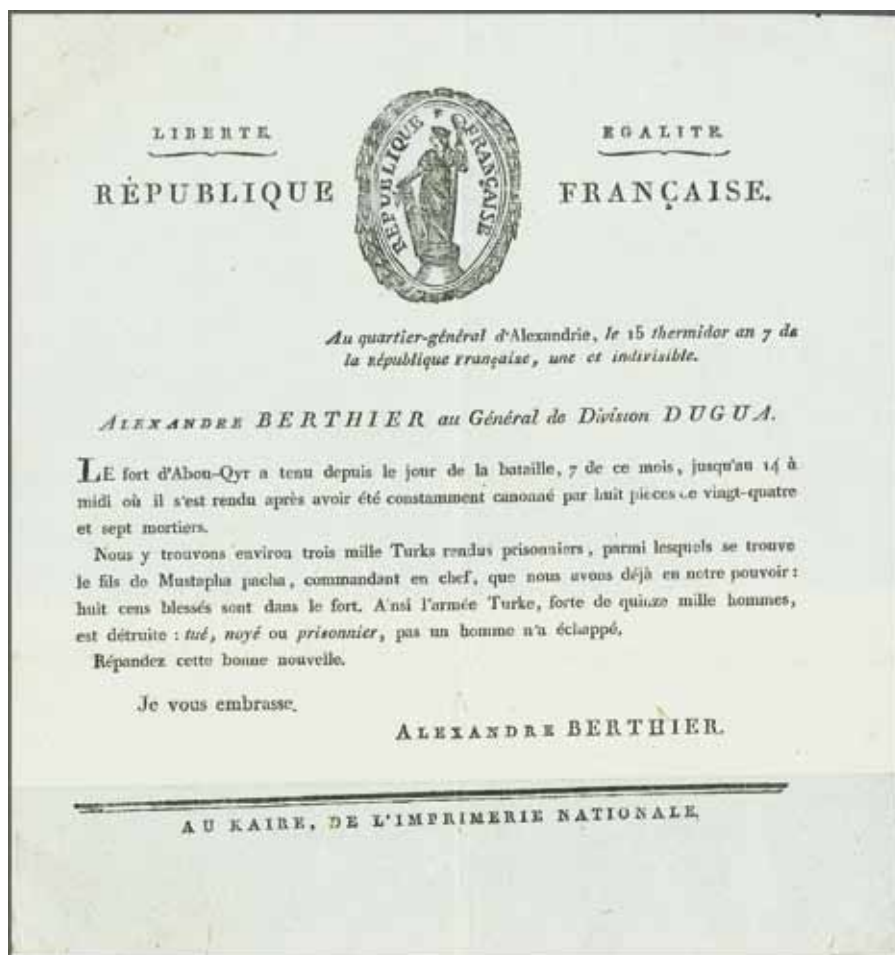 LIBERTE, EGALITE
RÉPUBLIQUE FRANÇAISE.
REPUBLIQUE FRANÇAISE
Au quartier-général d'Alexandrie, le 15 thermidor an 7 de
la République Française, une et indivisible.
ALEXANDRE BERTHIER au Général de Division DUGUA.
LE fort d'Abou-Qyr a tenu depuis le jour de la bataille, 7 de ce mois, jusqu'au 14 à
midi où il s'est rendu après avoir été constamment canonné par huit pièces de vingt-quatre
et sept mortiers.
Nous y trouvons environ trois mille Turks rendus prisonniers, parmi lesquels se trouve
le fils de Mustapha pacha, commandant en chef, que nous avons déjà en notre pouvoir:
huit cens blessés sont dans le fort. A'nsi l'armée Turke, forte de quinze mille hommes,
est détruite : tué, noyé ou prisonnier, pas un homme n'a échappé.
Répandez cette bonne nouvelle.
Je vous embrasse.
ALEXANDRE BERTHIER.
AU KAIRE, DE L'IMPRIMERIE NATIONALE.